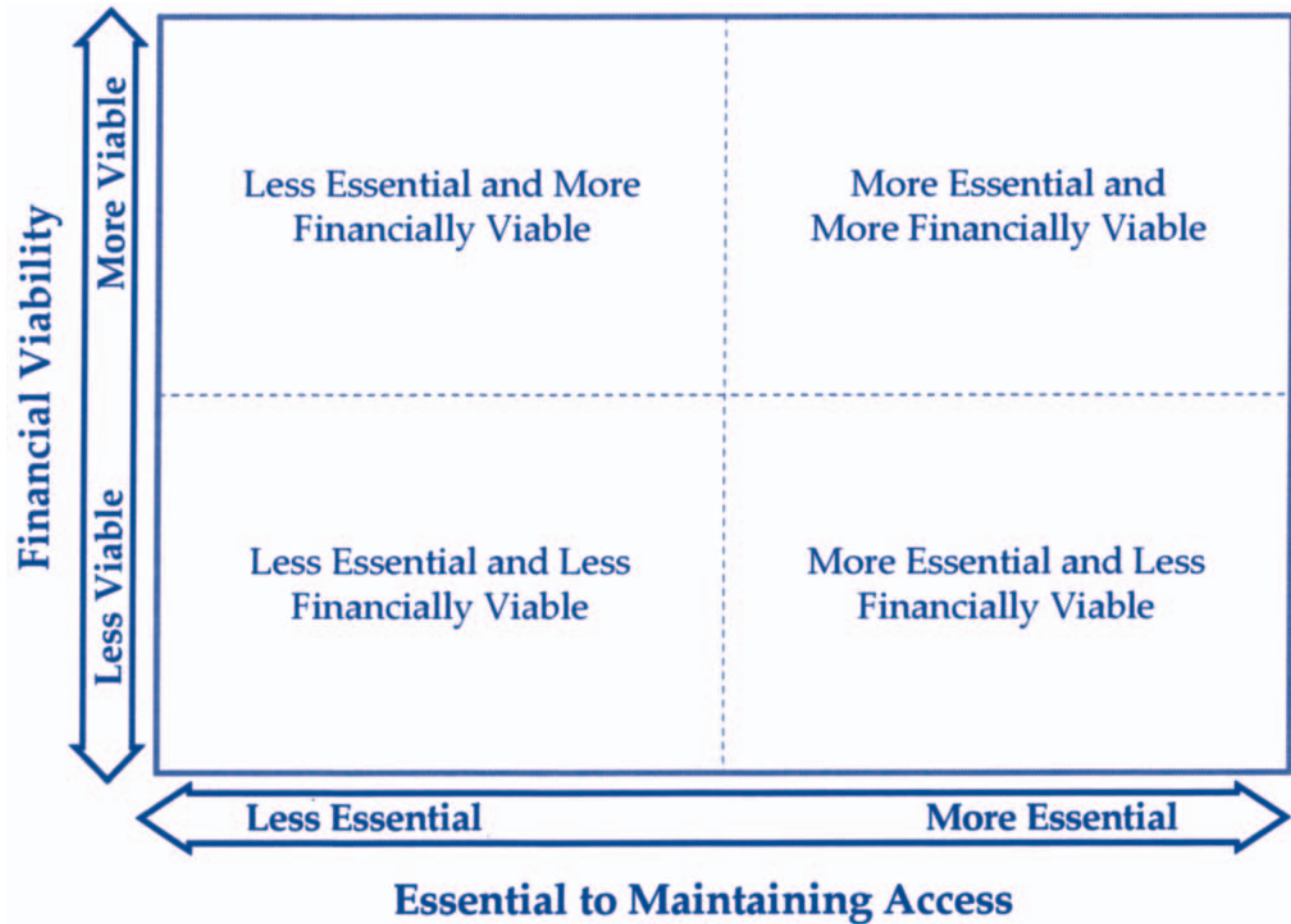 Financial Viability
More Viable
Less Viable
Less Essential and More
Financially Viable
More Essential and
More Financially Viable
Less Essential and Less
Financially Viable
More Essential and Less
Financially Viable
Less Essential
More Essential
Essential to Maintaining Access